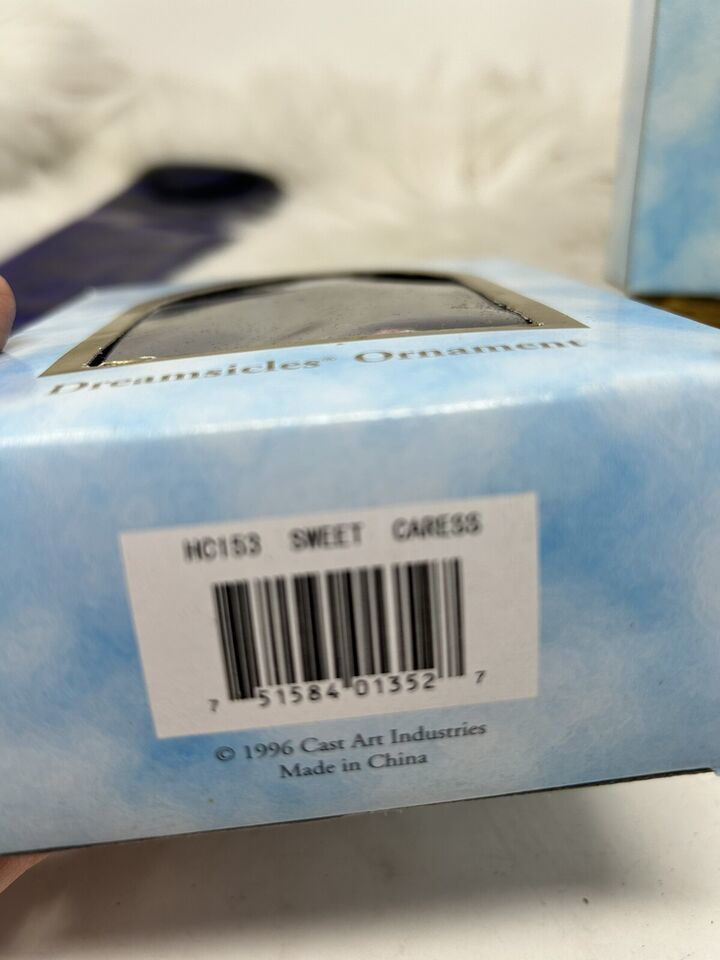 Dreamsicles® Ornament
HC153 SWEET CARESS
7 51584 01352 7
© 1996 Cast Art Industries
Made in China